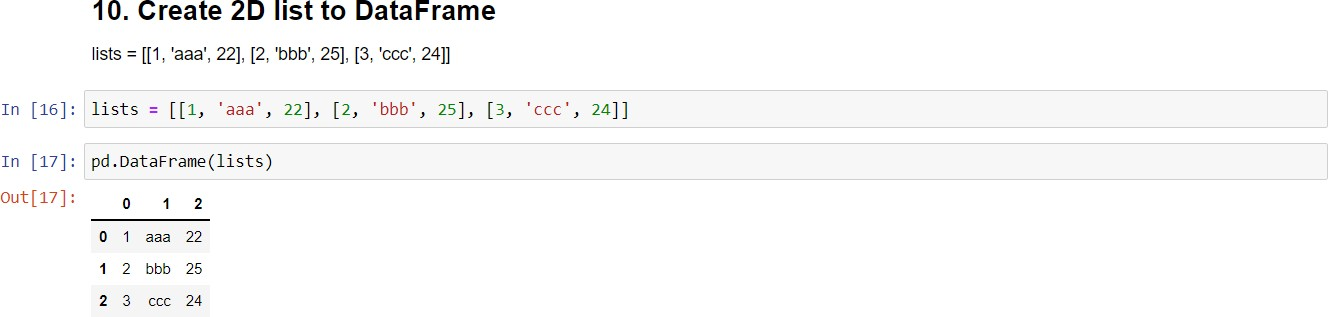 10. Create 2D list to DataFrame
lists = [[1, 'aaa', 22], [2, 'bbb', 25], [3, 'ccc', 24]]
In [16]: lists = [[1, 'aaa', 22], [2, 'bbb', 25], [3, 'ccc', 24]]
In [17]: pd.DataFrame(lists)
Out[17]:
0 1 2
0 1 aaa 22
1 2 bbb 25
2 3 ccc 24